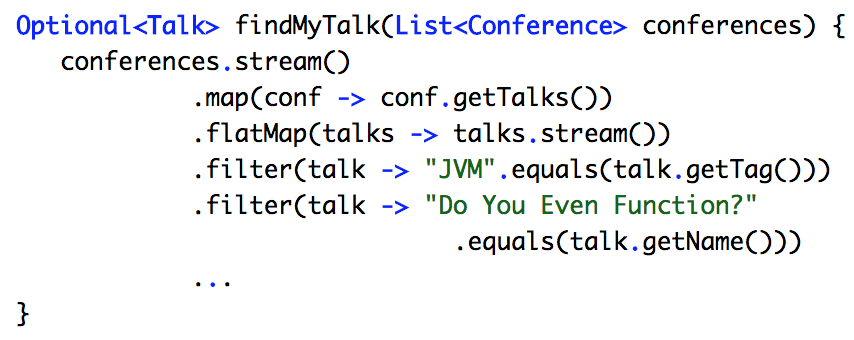 Optional<Talk> findMyTalk(List<Conference> conferences) {
   conferences.stream()
            .map(conf -> conf.getTalks())
            .flatMap(talks -> talks.stream())
            .filter(talk -> "JVM".equals(talk.getTag()))
            .filter(talk -> "Do You Even Function?"
                              .equals(talk.getName()))
            ...
}